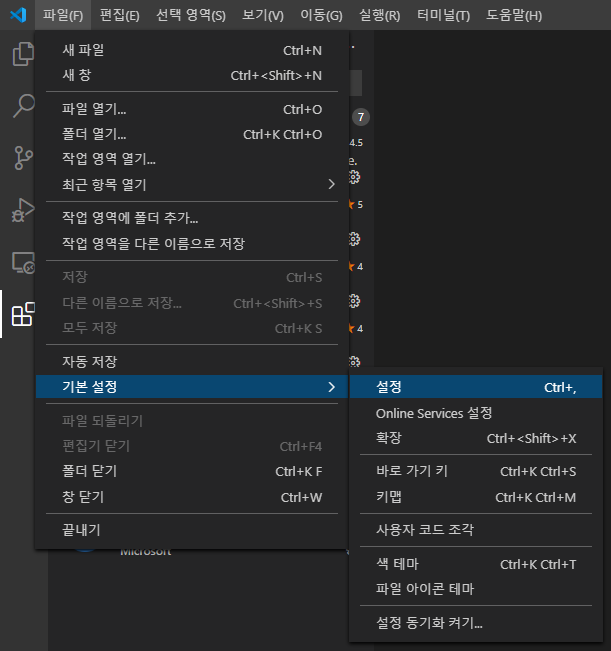 파일(F) 편집(E) 선택 영역(S) 보기(V) 이동(G) 실행(R) 터미널(T) 도움말(H)
새 파일 Ctrl+N
새 창 Ctrl+<Shift>+N
파일 열기... Ctrl+O
폴더 열기... Ctrl+K Ctrl+O
작업 영역 열기...
최근 항목 열기
작업 영역에 폴더 추가...
작업 영역을 다른 이름으로 저장
저장 Ctrl+S
다른 이름으로 저장... Ctrl+<Shift>+S
모두 저장 Ctrl+K S
자동 저장
기본 설정
파일 되돌리기
편집기 닫기 Ctrl+F4
폴더 닫기 Ctrl+K F
창 닫기 Ctrl+W
끝내기
7
4.5
e.
5
4
4
설정 Ctrl+,
Online Services 설정
확장 Ctrl+<Shift>+X
바로 가기 키 Ctrl+K Ctrl+S
키맵 Ctrl+K Ctrl+M
사용자 코드 조각
색 테마 Ctrl+K Ctrl+T
파일 아이콘 테마
설정 동기화 켜기...
Microsoft